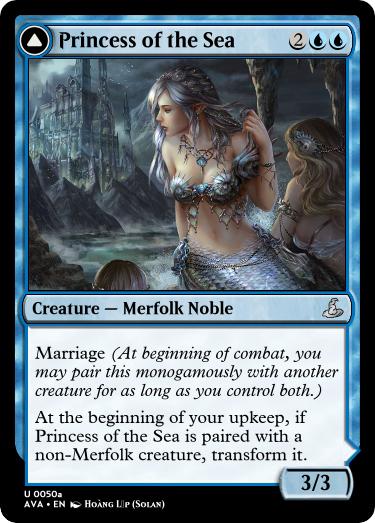 Princess of the Sea 2
Creature — Merfolk Noble
Marriage (At beginning of combat, you
may pair this monogamously with another
creature for as long as you control both.)
At the beginning of your upkeep, if
Princess of the Sea is paired with a
non-Merfolk creature, transform it.
3/3
U 0050a
AVA • EN Hoàng Lập (Solan)